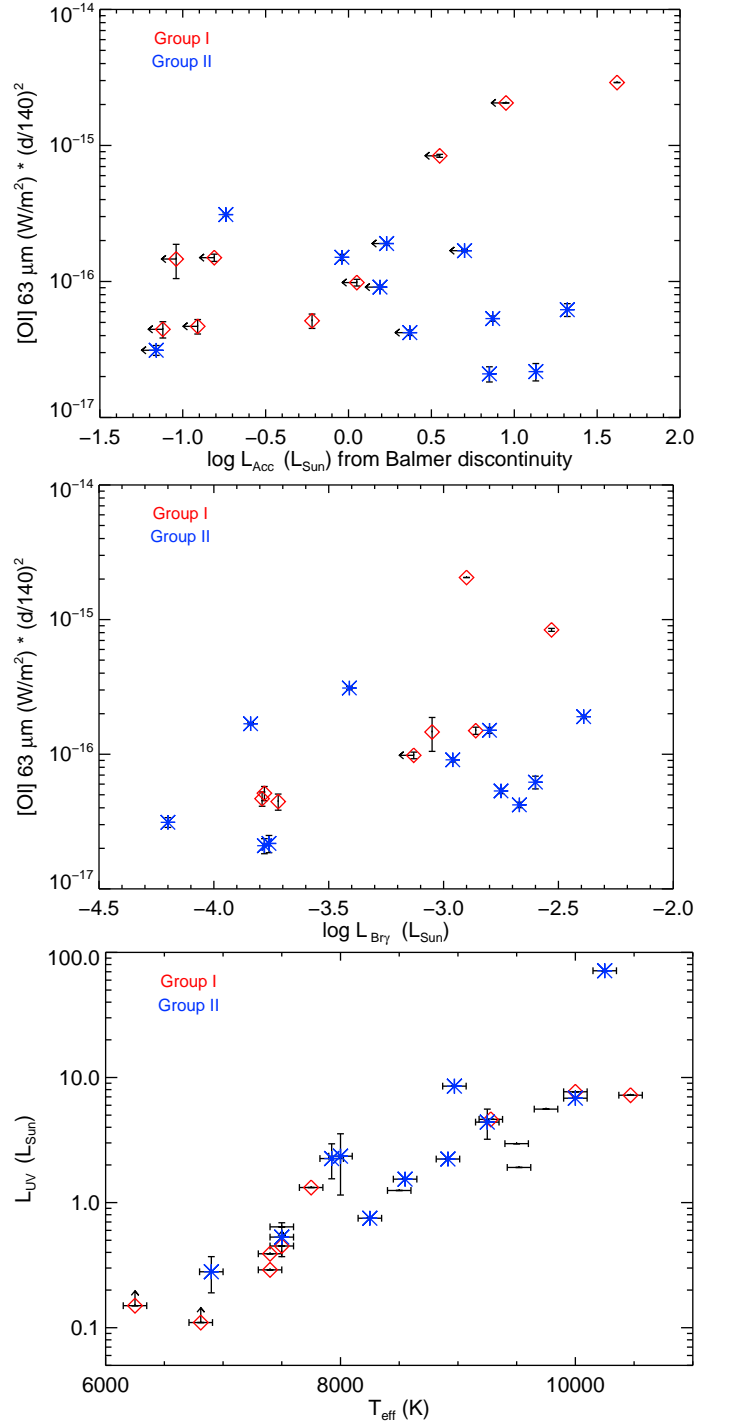 10⁻¹⁴
Group I
Group II
10⁻¹⁵
10⁻¹⁶
10⁻¹⁷
[OI] 63 μm (W/m²) * (d/140)²
−1.5 −1.0 −0.5 0.0 0.5 1.0 1.5 2.0
log L_Acc (L_Sun) from Balmer discontinuity
10⁻¹⁴
Group I
Group II
10⁻¹⁵
10⁻¹⁶
10⁻¹⁷
[OI] 63 μm (W/m²) * (d/140)²
−4.5 −4.0 −3.5 −3.0 −2.5 −2.0
log L_Brγ (L_Sun)
100.0
Group I
Group II
10.0
1.0
0.1
L_UV (L_Sun)
6000 8000 10000
T_eff (K)